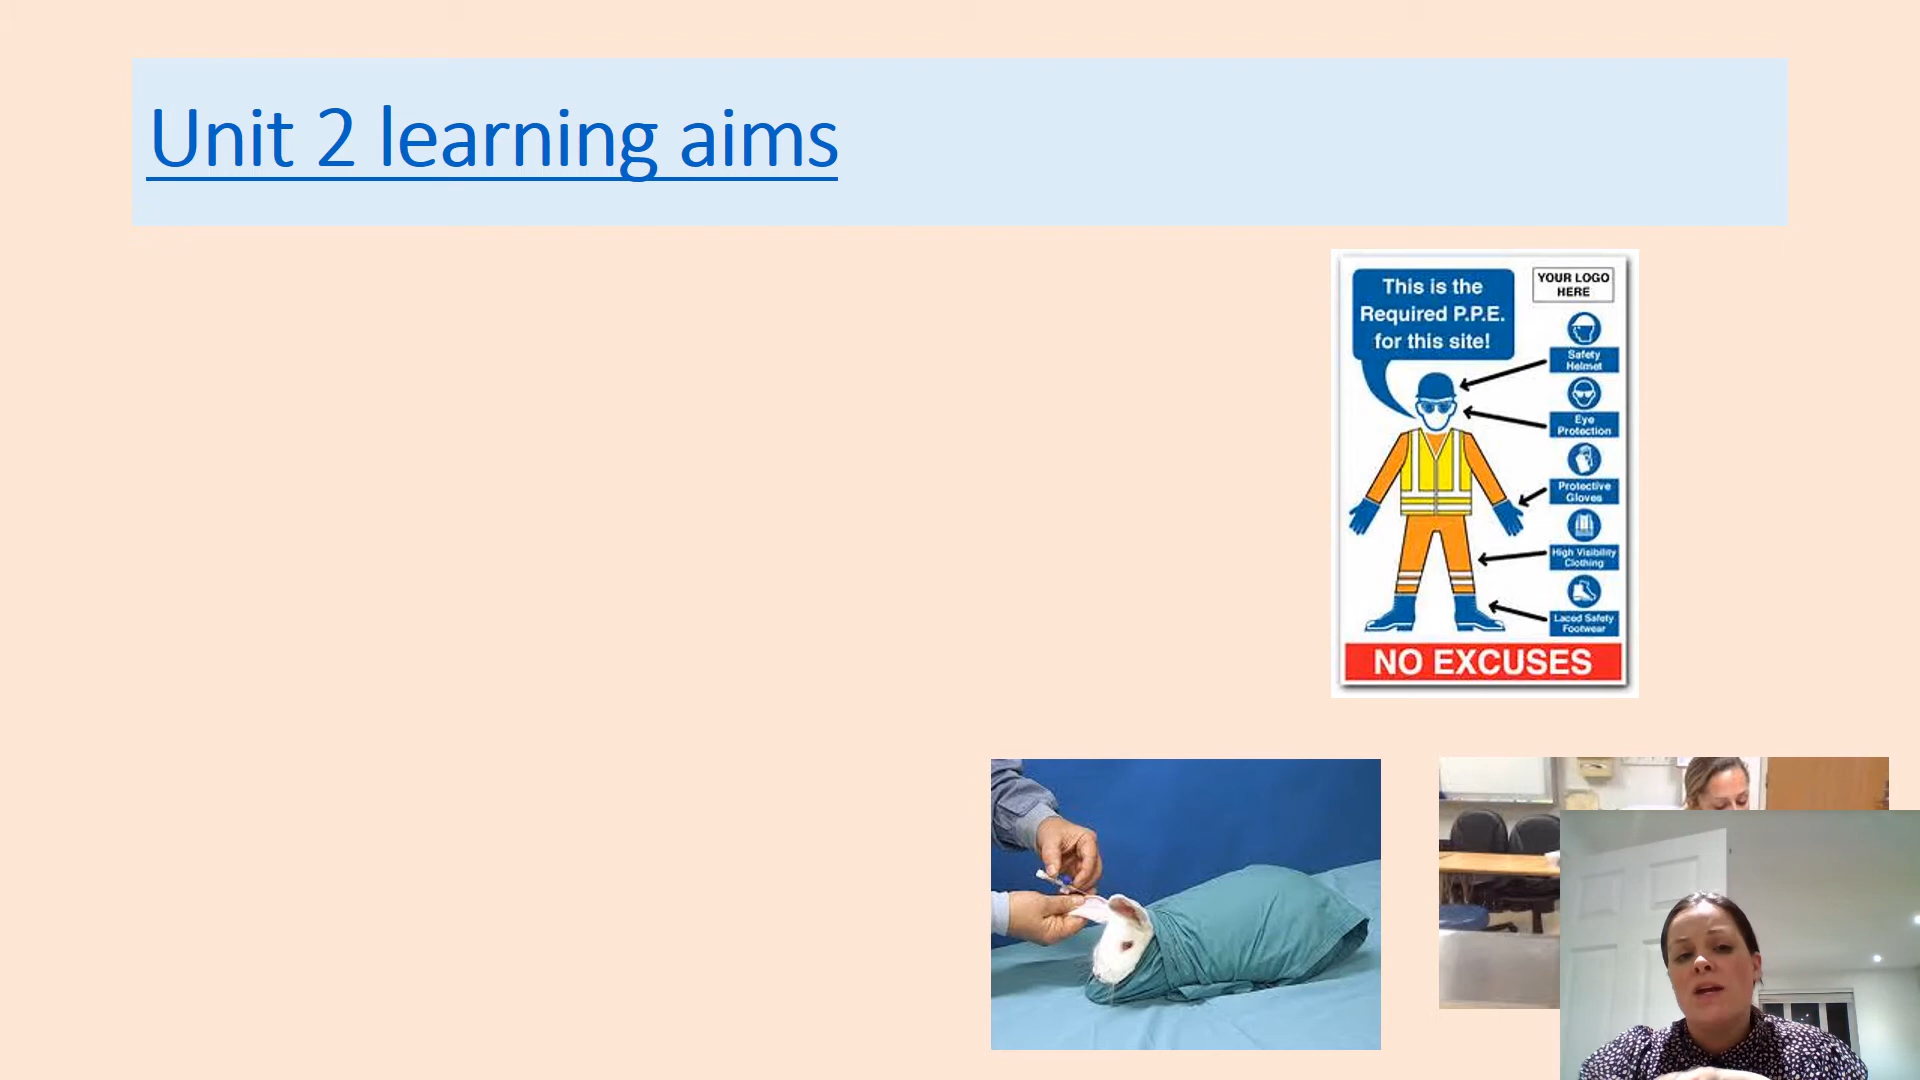 Unit 2 learning aims
This is the
Required P.P.E.
for this site!
YOUR LOGO
HERE
Safety
Helmet
Eye
Protection
Protective
Gloves
High Visibility
Clothing
Laced Safety
Footwear
NO EXCUSES